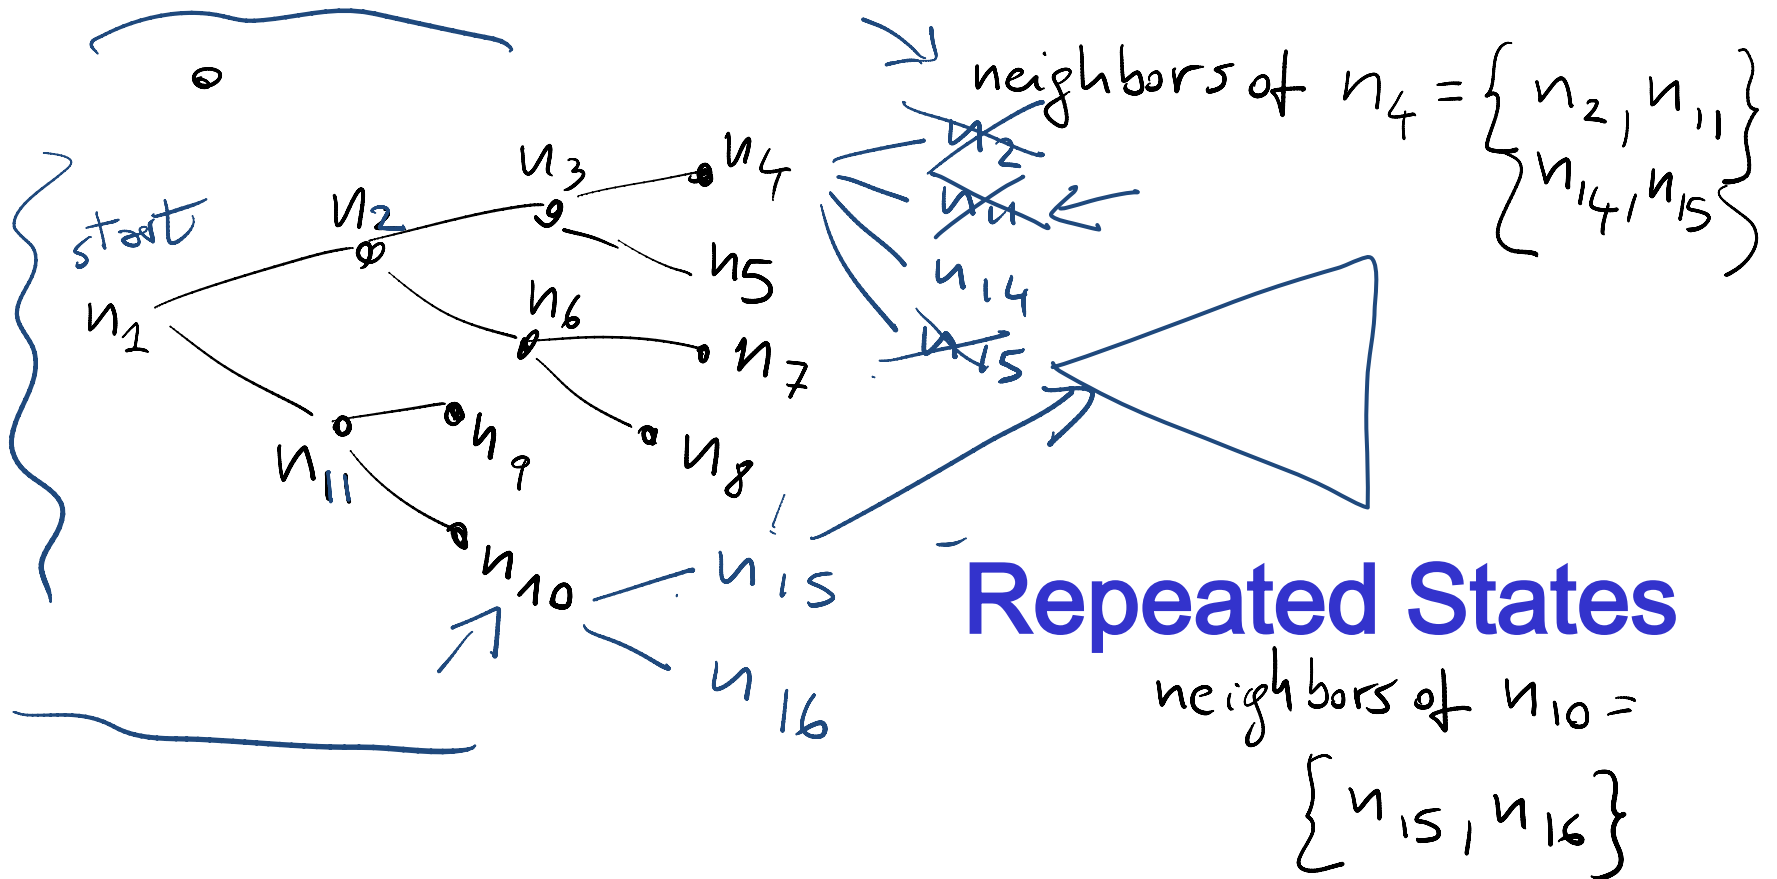 neighbors of n4 = { n2, n11
n14, n15 }
n2
n11
n14
n15
start
n1
n2
n3
n4
n5
n6
n7
n8
n11
n9
n10
n15
n16
Repeated States
neighbors of n10 =
{ n15, n16 }